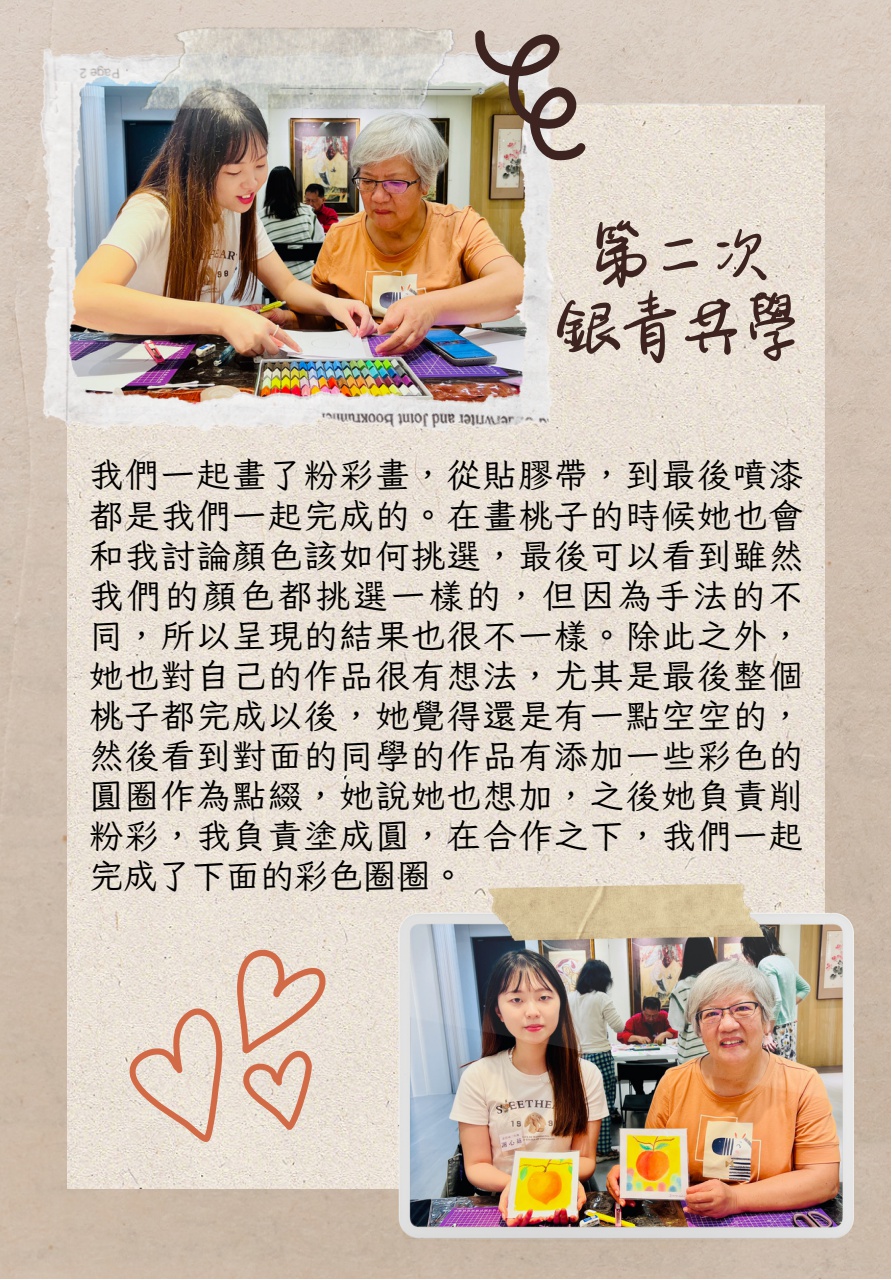 Page 2
第二次
銀青共學
derwriter and Joint Bookrunner
我們一起畫了粉彩畫，從貼膠帶，到最後噴漆
都是我們一起完成的。在畫桃子的時候她也會
和我討論顏色該如何挑選，最後可以看到雖然
我們的顏色都挑選一樣的，但因為手法的不
同，所以呈現的結果也很不一樣。除此之外，
她也對自己的作品很有想法，尤其是最後整個
桃子都完成以後，她覺得還是有一點空空的，
然後看到對面的同學的作品有添加一些彩色的
圓圈作為點綴，她說她也想加，之後她負責削
粉彩，我負責塗成圓，在合作之下，我們一起
完成了下面的彩色圈圈。